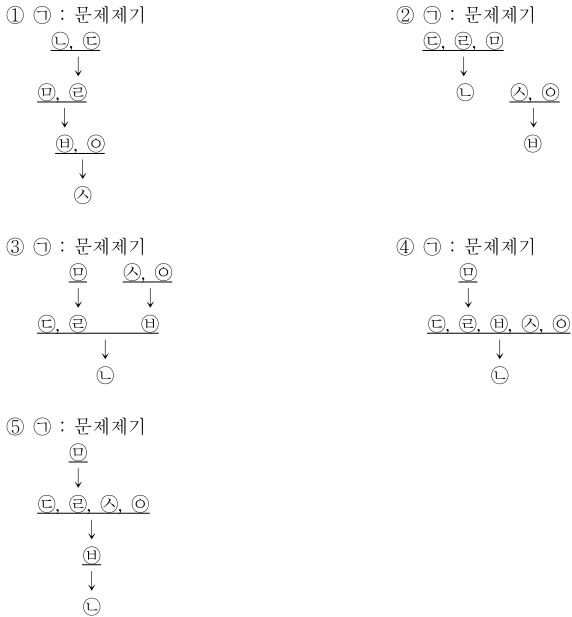 ① ㉠ : 문제제기
㉡, ㉢
↓
㉤, ㉣
↓
㉥, ㉧
↓
㉦
② ㉠ : 문제제기
㉢, ㉣, ㉤
↓
㉡ ㉦, ㉧
↓
㉥
③ ㉠ : 문제제기
㉤ ㉦, ㉧
↓ ↓
㉢, ㉣ ㉥
↓
㉡
④ ㉠ : 문제제기
㉤
↓
㉢, ㉣, ㉥, ㉦, ㉧
↓
㉡
⑤ ㉠ : 문제제기
㉤
↓
㉢, ㉣, ㉦, ㉧
↓
㉥
↓
㉡